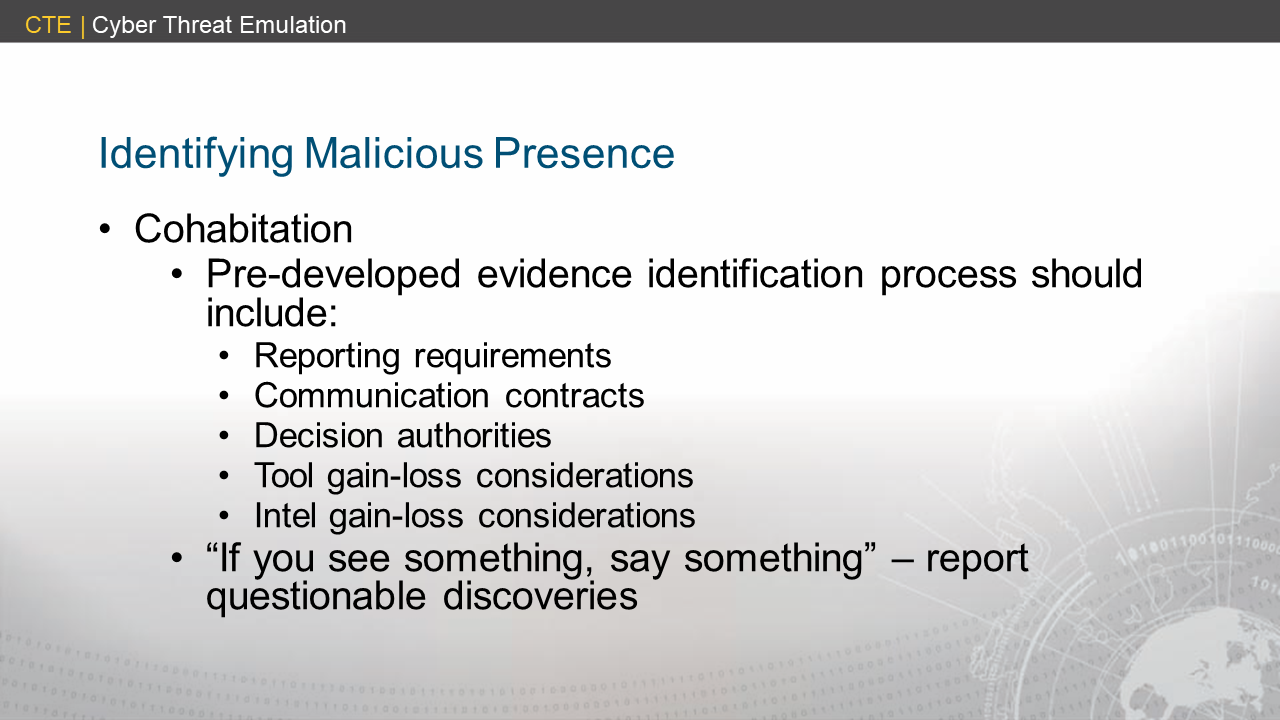 CTE | Cyber Threat Emulation
Identifying Malicious Presence
• Cohabitation
• Pre-developed evidence identification process should
include:
• Reporting requirements
• Communication contracts
• Decision authorities
• Tool gain-loss considerations
• Intel gain-loss considerations
• “If you see something, say something” – report
questionable discoveries